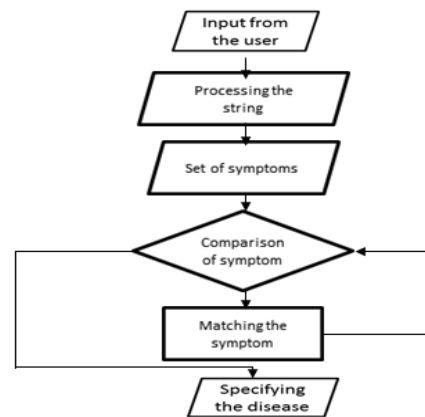 Input from
the user
Processing the
string
Set of symptoms
Comparison
of symptom
Matching the
symptom
Specifying
the disease